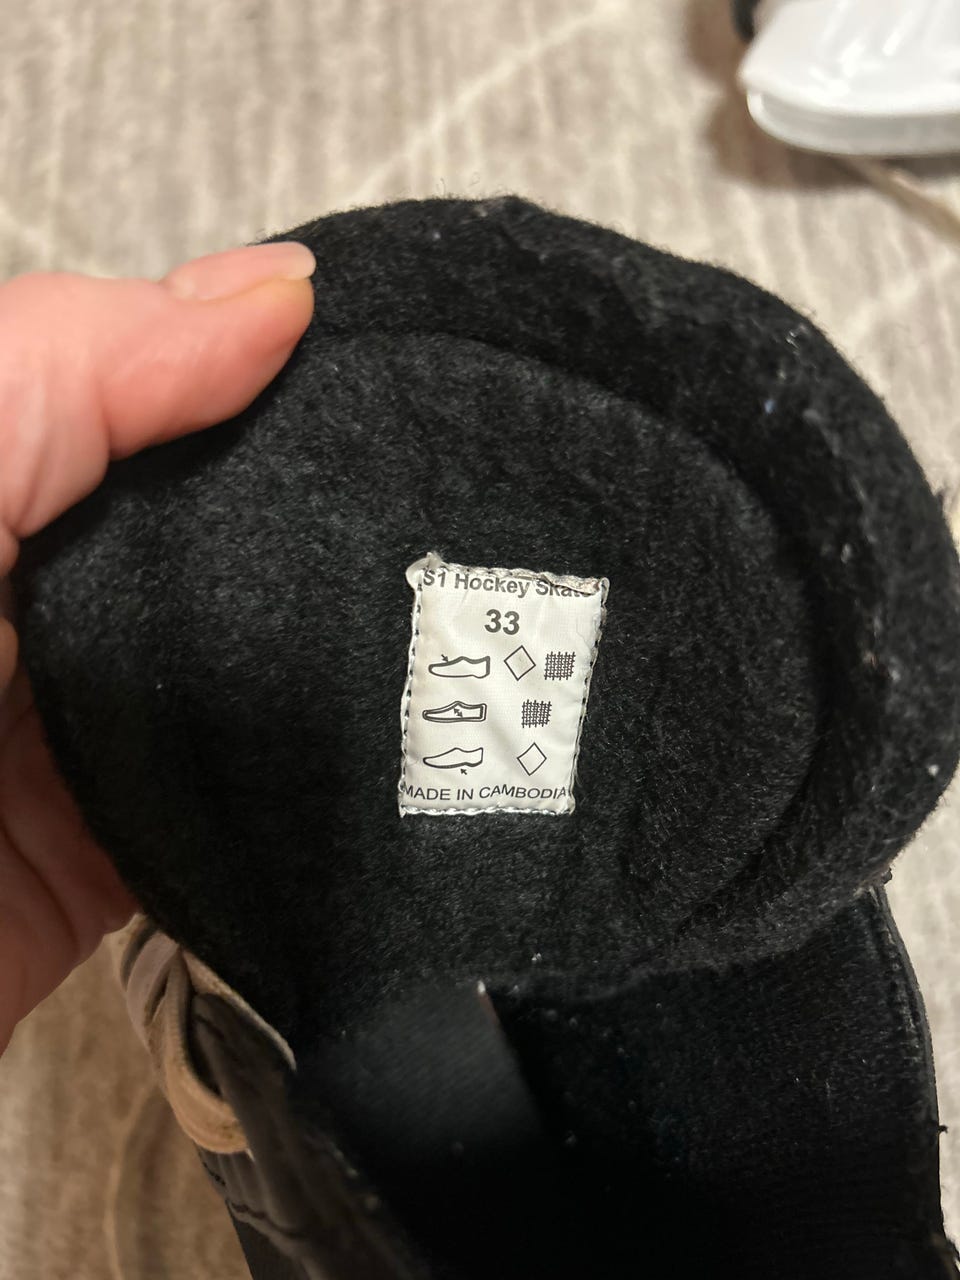 S1 Hockey Skate
33
MADE IN CAMBODIA